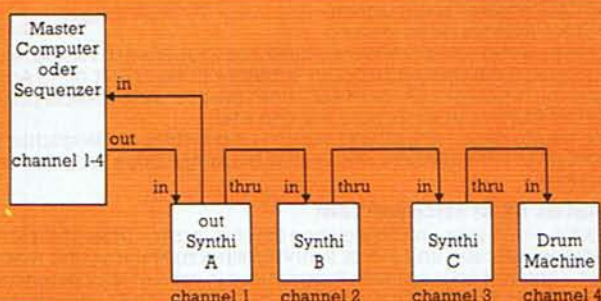 Master
Computer
oder
Sequenzer
in
out
channel 1-4
in
thru
in
thru
in
thru
in
out
Synthi
A
Synthi
B
Synthi
C
Drum
Machine
channel 1
channel 2
channel 3
channel 4